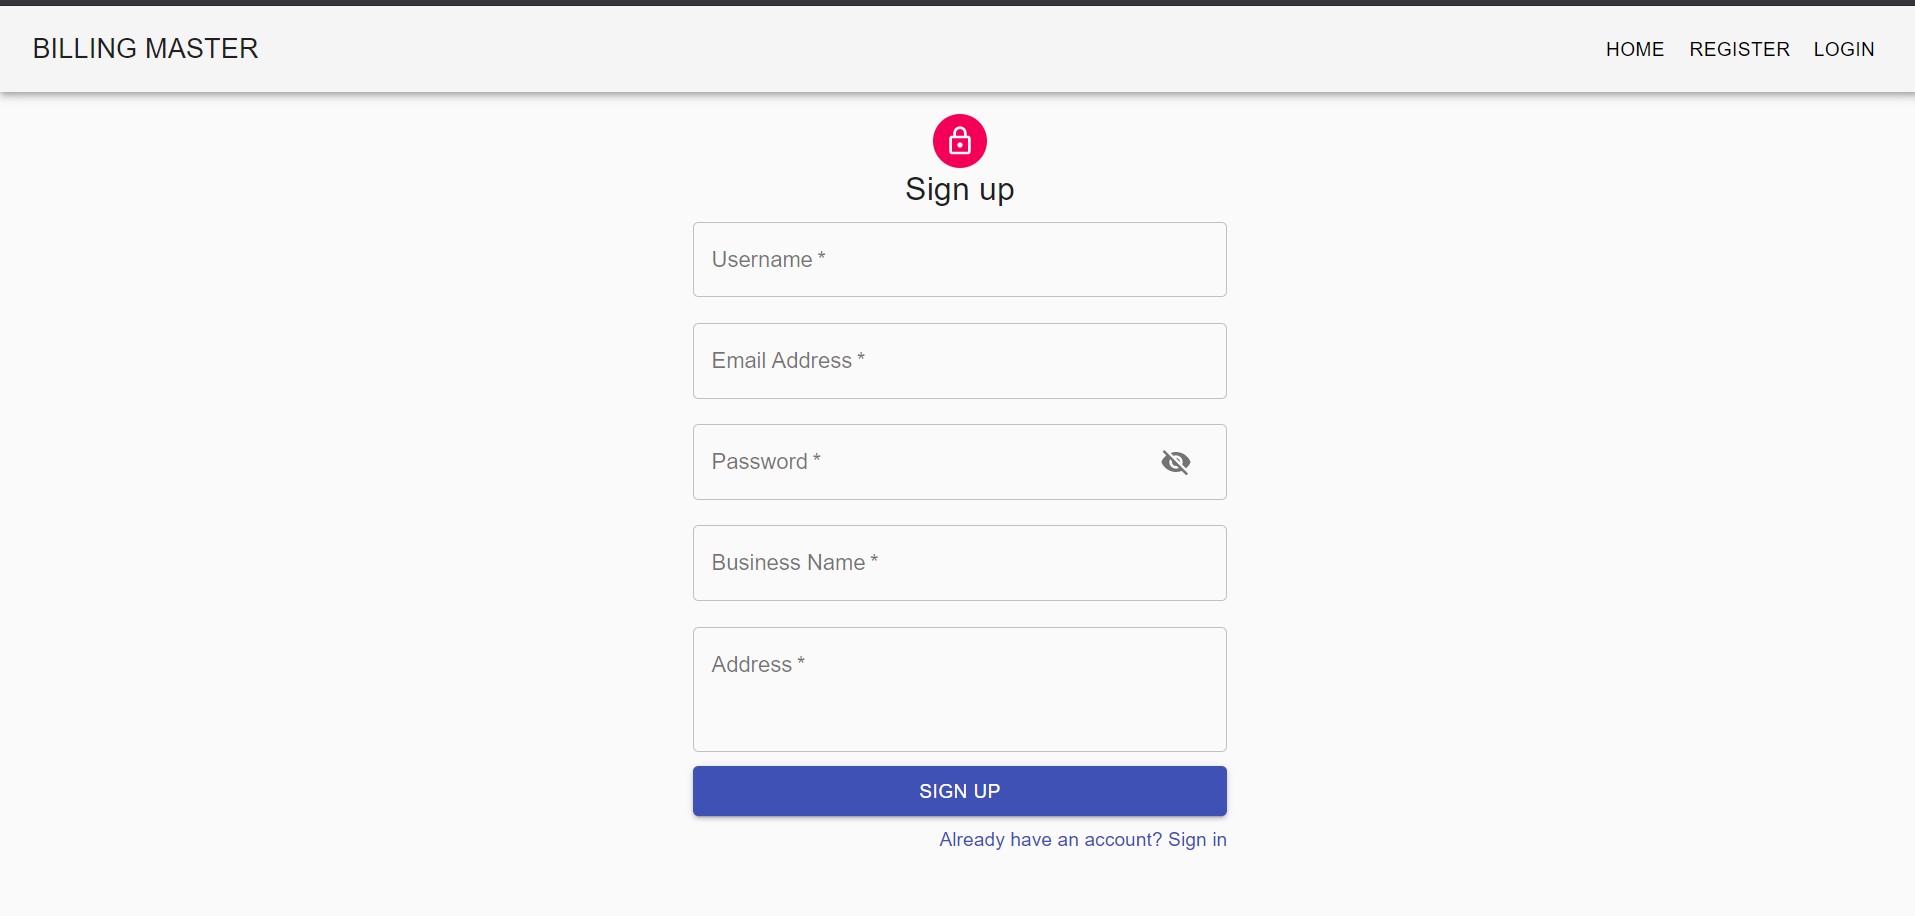 BILLING MASTER
HOME REGISTER LOGIN
Sign up
Username *
Email Address *
Password *
Business Name *
Address *
SIGN UP
Already have an account? Sign in